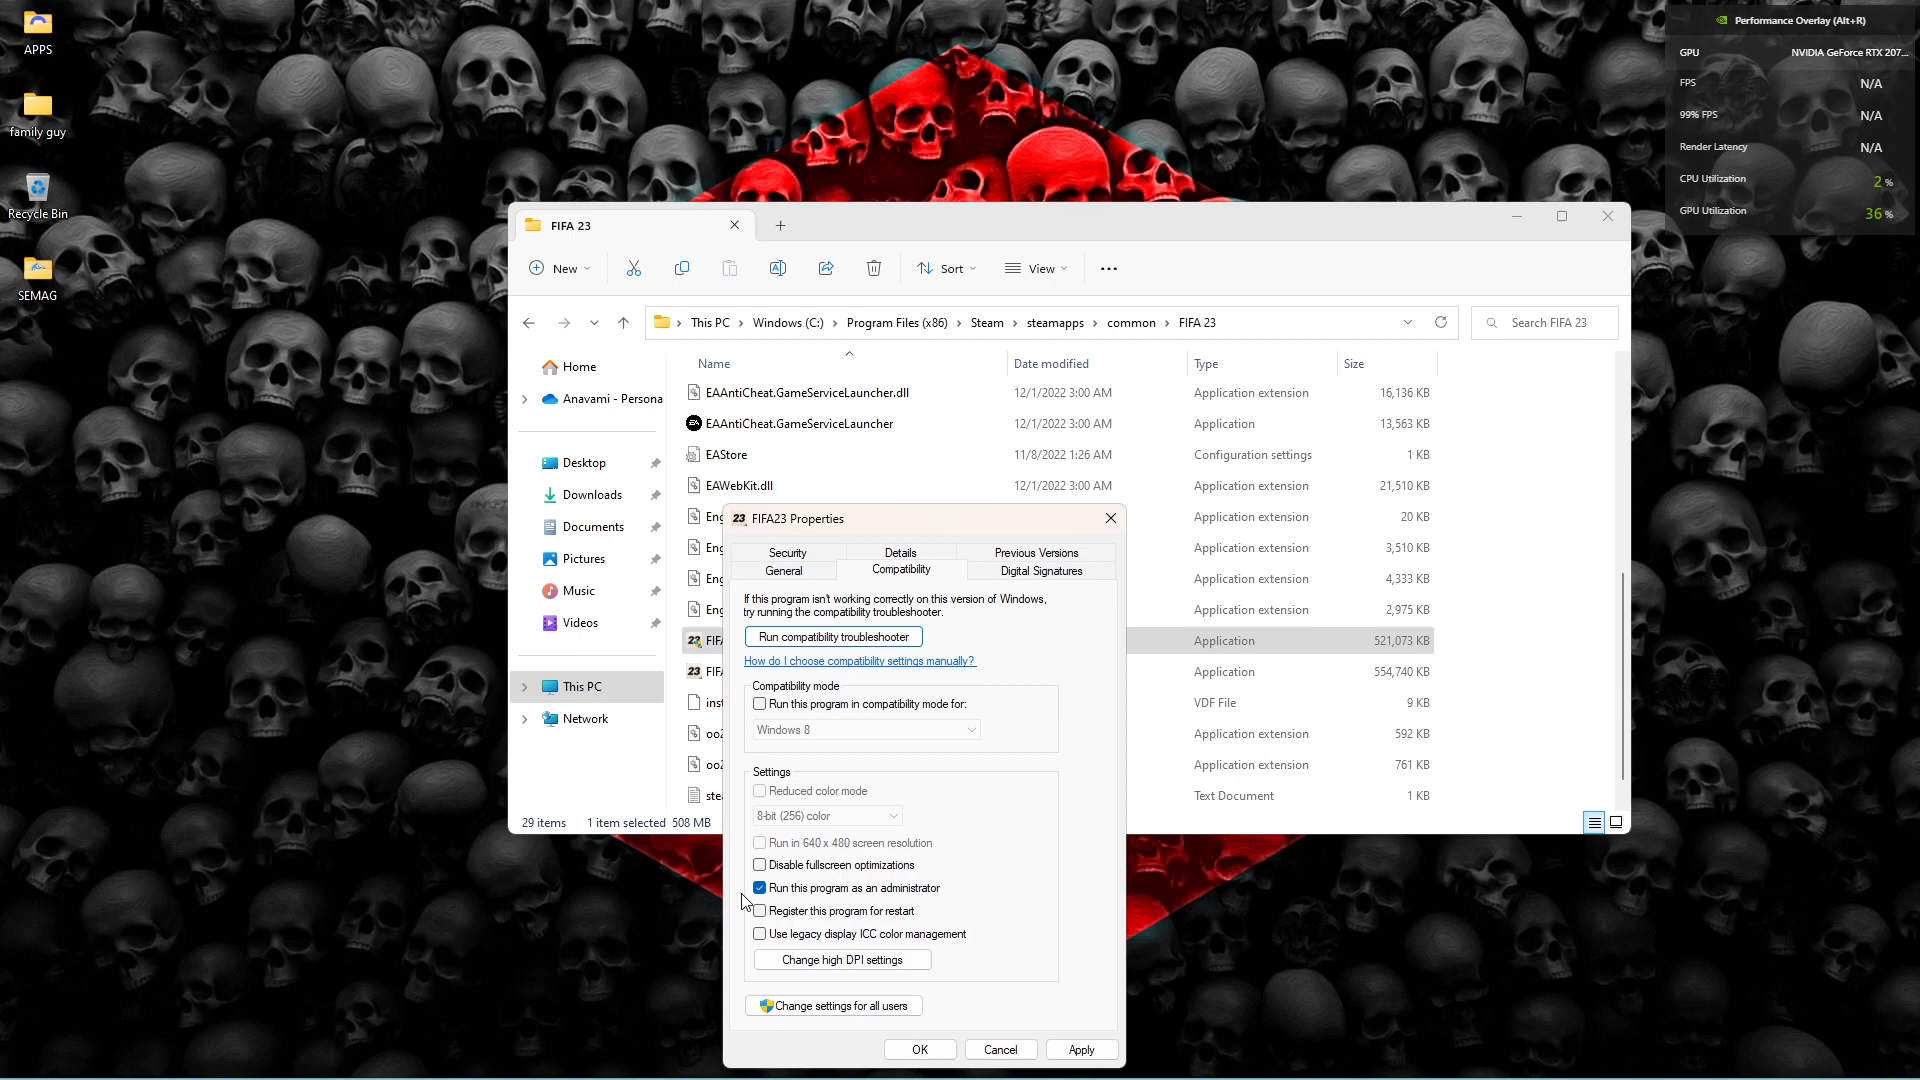 APPS
family guy
Recycle Bin
SEMAG
Performance Overlay (Alt+R)
GPU NVIDIA GeForce RTX 207...
FPS N/A
99% FPS N/A
Render Latency N/A
CPU Utilization 2 %
GPU Utilization 36 %
FIFA 23
New Sort View
This PC Windows (C:) Program Files (x86) Steam steamapps common FIFA 23
Search FIFA 23
Home
Anavami - Persona
Desktop
Downloads
Documents
Pictures
Music
Videos
This PC
Network
Name Date modified Type Size
EAAntiCheat.GameServiceLauncher.dll 12/1/2022 3:00 AM Application extension 16,136 KB
EAAntiCheat.GameServiceLauncher 12/1/2022 3:00 AM Application 13,563 KB
EAStore 11/8/2022 1:26 AM Configuration settings 1 KB
EAWebKit.dll 12/1/2022 3:00 AM Application extension 21,510 KB
Eng Application extension 20 KB
Eng Application extension 3,510 KB
Eng Application extension 4,333 KB
Eng Application extension 2,975 KB
23 FIFA Application 521,073 KB
23 FIFA Application 554,740 KB
inst VDF File 9 KB
oo2 Application extension 592 KB
oo2 Application extension 761 KB
stea Text Document 1 KB
29 items 1 item selected 508 MB
23 FIFA23 Properties
Security Details Previous Versions
General Compatibility Digital Signatures
If this program isn't working correctly on this version of Windows,
try running the compatibility troubleshooter.
Run compatibility troubleshooter
How do I choose compatibility settings manually?
Compatibility mode
Run this program in compatibility mode for:
Windows 8
Settings
Reduced color mode
8-bit (256) color
Run in 640 x 480 screen resolution
Disable fullscreen optimizations
Run this program as an administrator
Register this program for restart
Use legacy display ICC color management
Change high DPI settings
Change settings for all users
OK Cancel Apply